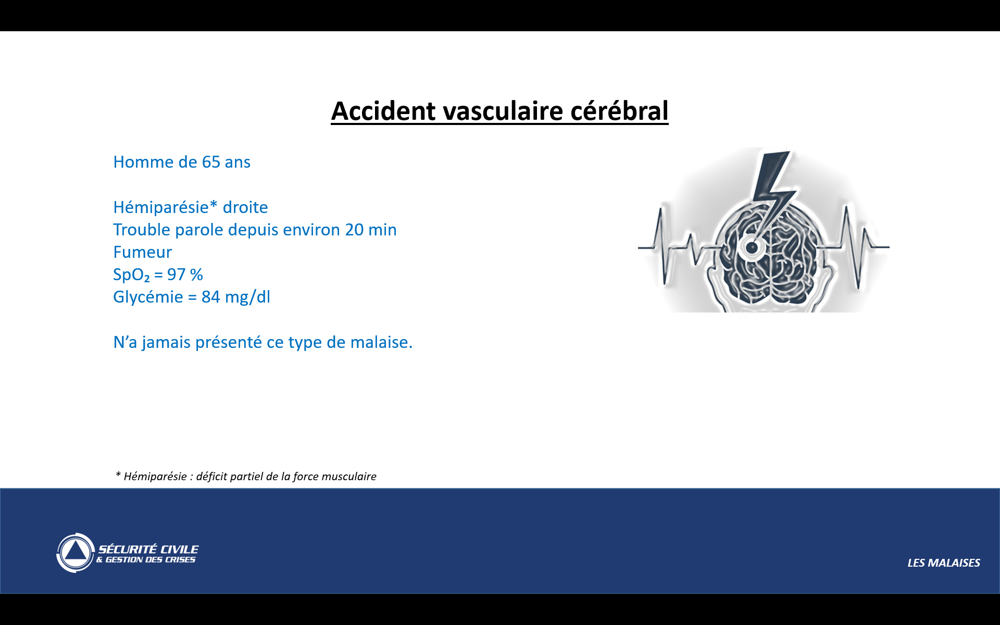 Accident vasculaire cérébral
Homme de 65 ans
Hémiparésie* droite
Trouble parole depuis environ 20 min
Fumeur
SpO₂ = 97 %
Glycémie = 84 mg/dl
N’a jamais présenté ce type de malaise.
* Hémiparésie : déficit partiel de la force musculaire
SÉCURITÉ CIVILE
& GESTION DES CRISES
LES MALAISES